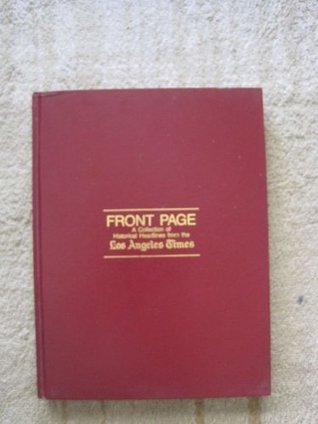 FRONT PAGE
A Collection of
Historical Headlines from the
Los Angeles Times